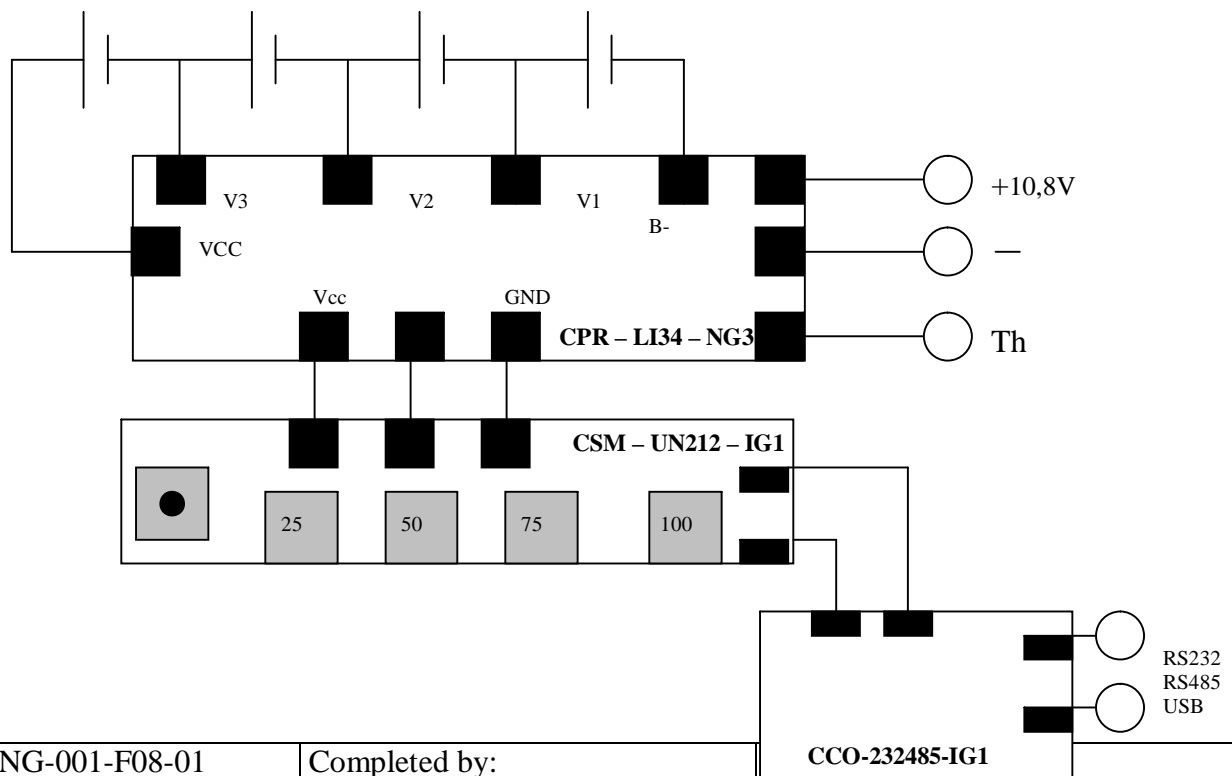 V3
V2
V1
B-
+10,8V
VCC
–
Vcc
GND
CPR – LI34 – NG3
Th
CSM – UN212 – IG1
25
50
75
100
RS232
RS485
USB
NG-001-F08-01
Completed by:
CCO-232485-IG1